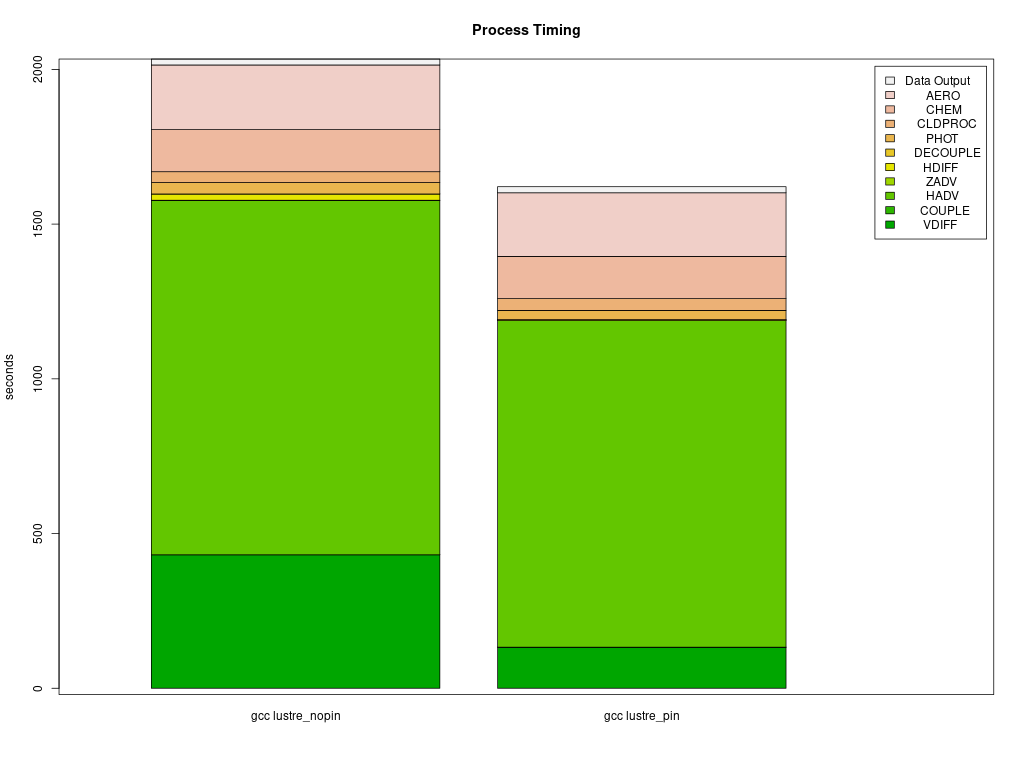 Process Timing
2000
1500
1000
500
0
seconds
Data Output
AERO
CHEM
CLDPROC
PHOT
DECOUPLE
HDIFF
ZADV
HADV
COUPLE
VDIFF
gcc lustre_nopin
gcc lustre_pin